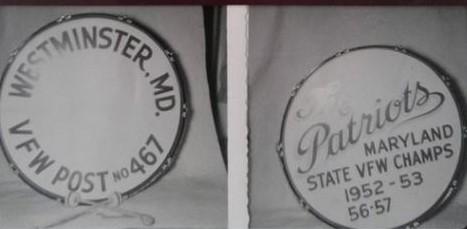 WESTMINSTER, MD.
VFW POST NO 467
The
Patriots
MARYLAND
STATE VFW CHAMPS
1952-53
56-57